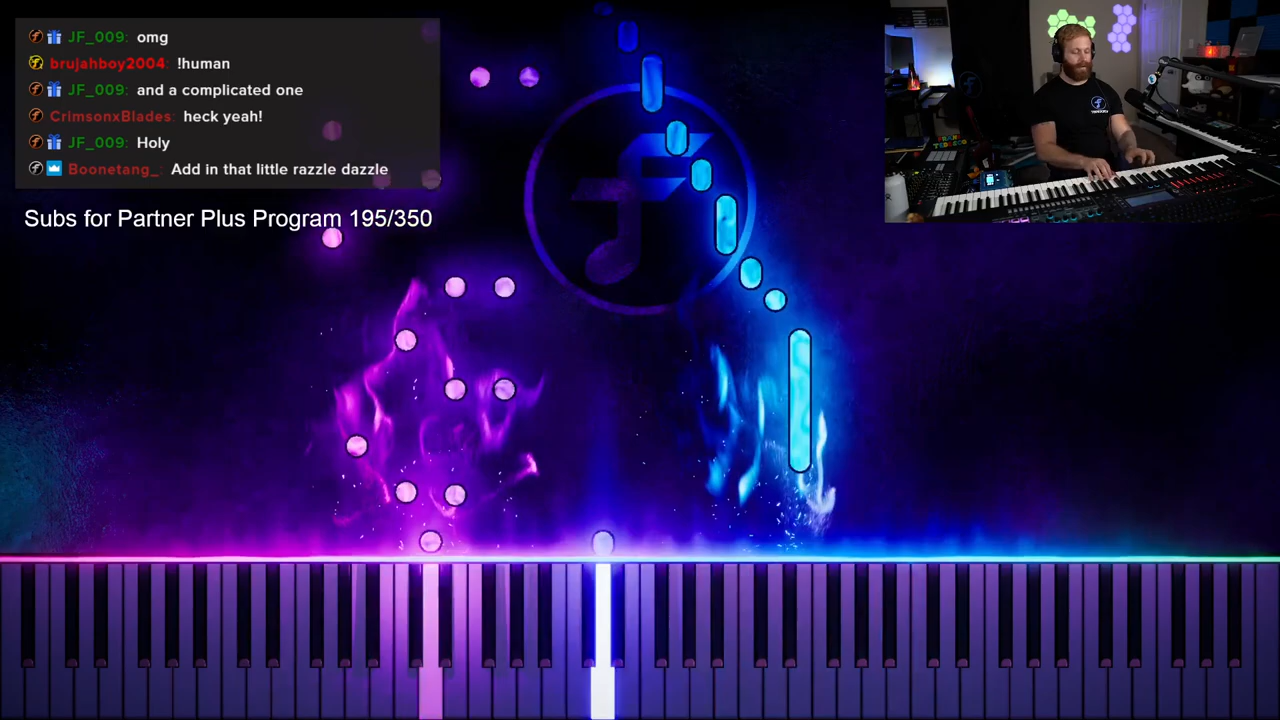 JF_009: omg
brujahboy2004: !human
JF_009: and a complicated one
CrimsonxBlades: heck yeah!
JF_009: Holy
Boonetang_: Add in that little razzle dazzle
Subs for Partner Plus Program 195/350